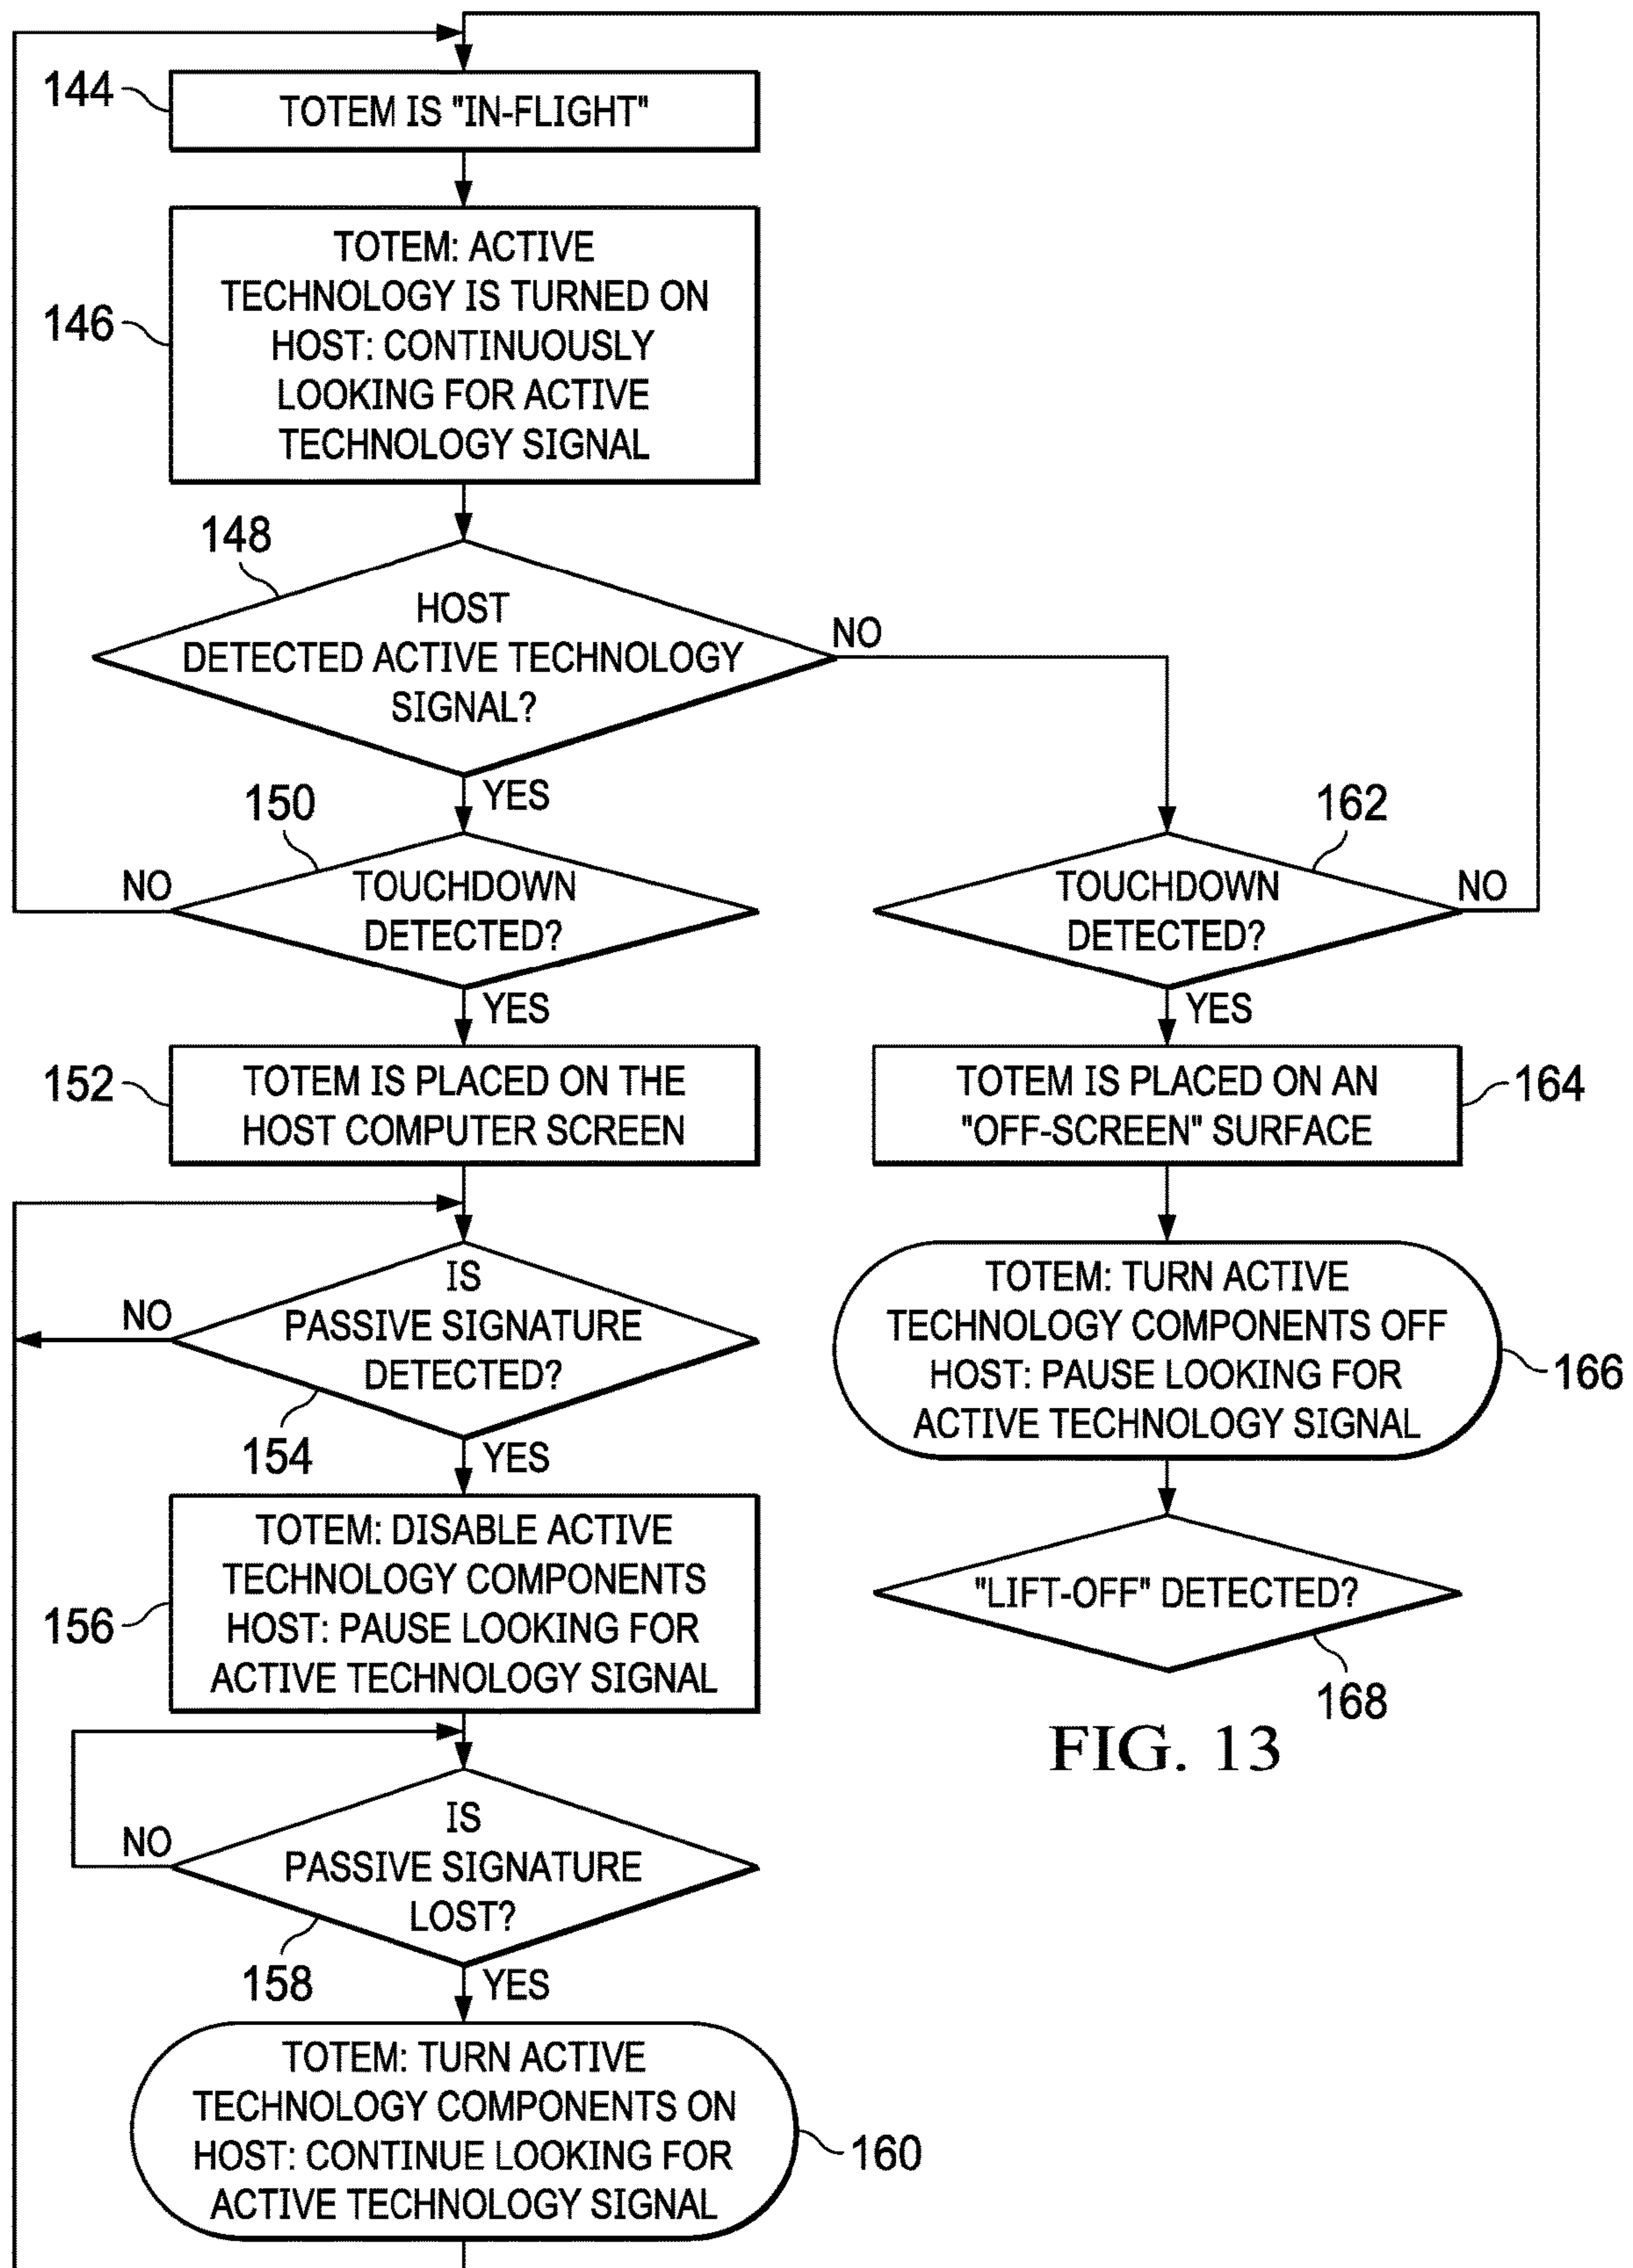 144
TOTEM IS "IN-FLIGHT"
146
TOTEM: ACTIVE
TECHNOLOGY IS TURNED ON
HOST: CONTINUOUSLY
LOOKING FOR ACTIVE
TECHNOLOGY SIGNAL
148
HOST
DETECTED ACTIVE TECHNOLOGY
SIGNAL?
NO
YES
150
TOUCHDOWN
DETECTED?
NO
YES
162
TOUCHDOWN
DETECTED?
NO
YES
152
TOTEM IS PLACED ON THE
HOST COMPUTER SCREEN
TOTEM IS PLACED ON AN
"OFF-SCREEN" SURFACE
164
IS
PASSIVE SIGNATURE
DETECTED?
NO
154
YES
TOTEM: TURN ACTIVE
TECHNOLOGY COMPONENTS OFF
HOST: PAUSE LOOKING FOR
ACTIVE TECHNOLOGY SIGNAL
166
156
TOTEM: DISABLE ACTIVE
TECHNOLOGY COMPONENTS
HOST: PAUSE LOOKING FOR
ACTIVE TECHNOLOGY SIGNAL
"LIFT-OFF" DETECTED?
168
FIG. 13
IS
PASSIVE SIGNATURE
LOST?
NO
158
YES
TOTEM: TURN ACTIVE
TECHNOLOGY COMPONENTS ON
HOST: CONTINUE LOOKING FOR
ACTIVE TECHNOLOGY SIGNAL
160